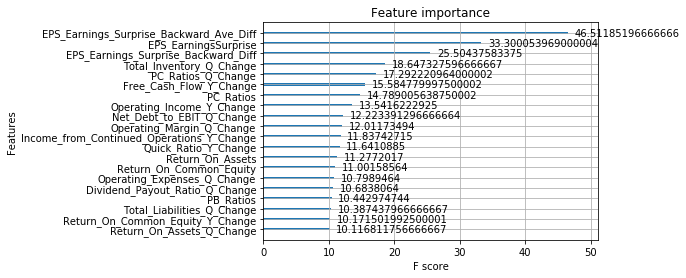 Feature importance
EPS_Earnings_Surprise_Backward_Ave_Diff 46.51185196666666
EPS_EarningsSurprise 33.300053969000004
EPS_Earnings_Surprise_Backward_Diff 25.50437583375
Total_Inventory_Q_Change 18.647327596666667
PC_Ratios_Q_Change 17.292220964000002
Free_Cash_Flow_Y_Change 15.584779997500002
PC_Ratios 14.789005638750002
Operating_Income_Y_Change 13.5416222925
Net_Debt_to_EBIT_Q_Change 12.223391296666664
Operating_Margin_Q_Change 12.01173494
Income_from_Continued_Operations_Y_Change 11.83742715
Quick_Ratio_Y_Change 11.6410885
Return_On_Assets 11.2772017
Return_On_Common_Equity 11.00158564
Operating_Expenses_Q_Change 10.7989464
Dividend_Payout_Ratio_Q_Change 10.6838064
PB_Ratios 10.442974744
Total_Liabilities_Q_Change 10.387437966666667
Return_On_Common_Equity_Y_Change 10.171501992500001
Return_On_Assets_Q_Change 10.116811756666667
Features
0 10 20 30 40 50
F score